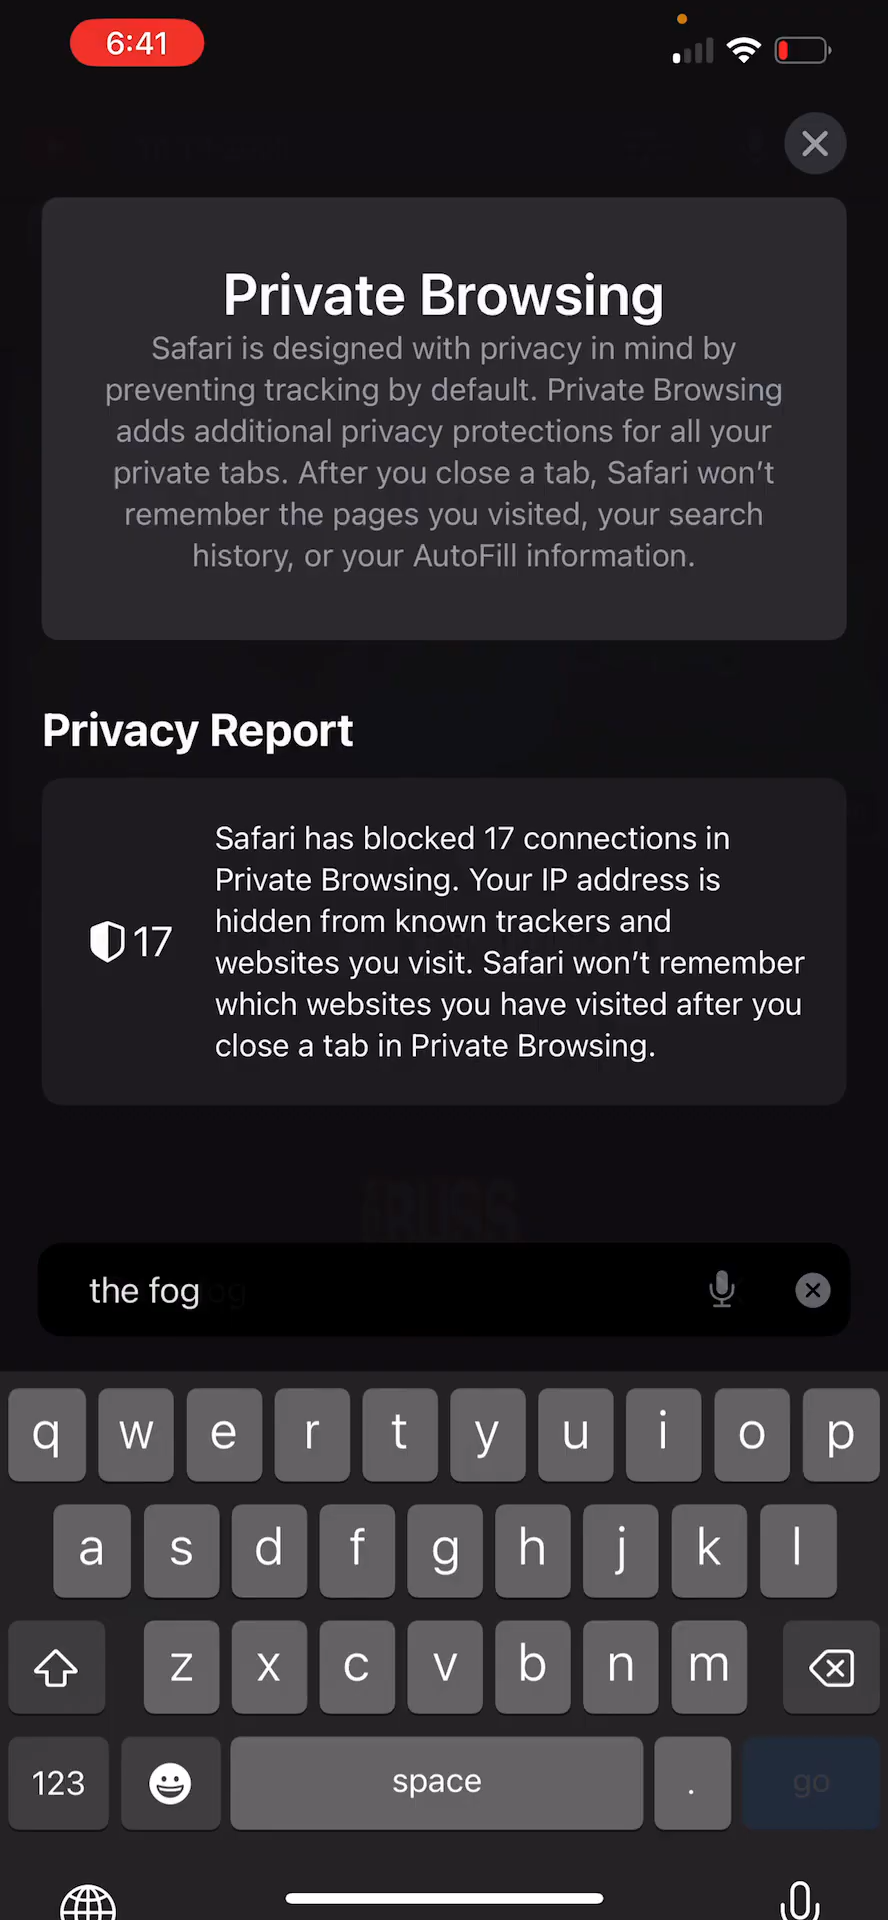 6:41
Private Browsing
Safari is designed with privacy in mind by
preventing tracking by default. Private Browsing
adds additional privacy protections for all your
private tabs. After you close a tab, Safari won’t
remember the pages you visited, your search
history, or your AutoFill information.
Privacy Report
17
Safari has blocked 17 connections in
Private Browsing. Your IP address is
hidden from known trackers and
websites you visit. Safari won’t remember
which websites you have visited after you
close a tab in Private Browsing.
RUSS
the fog
q w e r t y u i o p
a s d f g h j k l
z x c v b n m
123 space . go